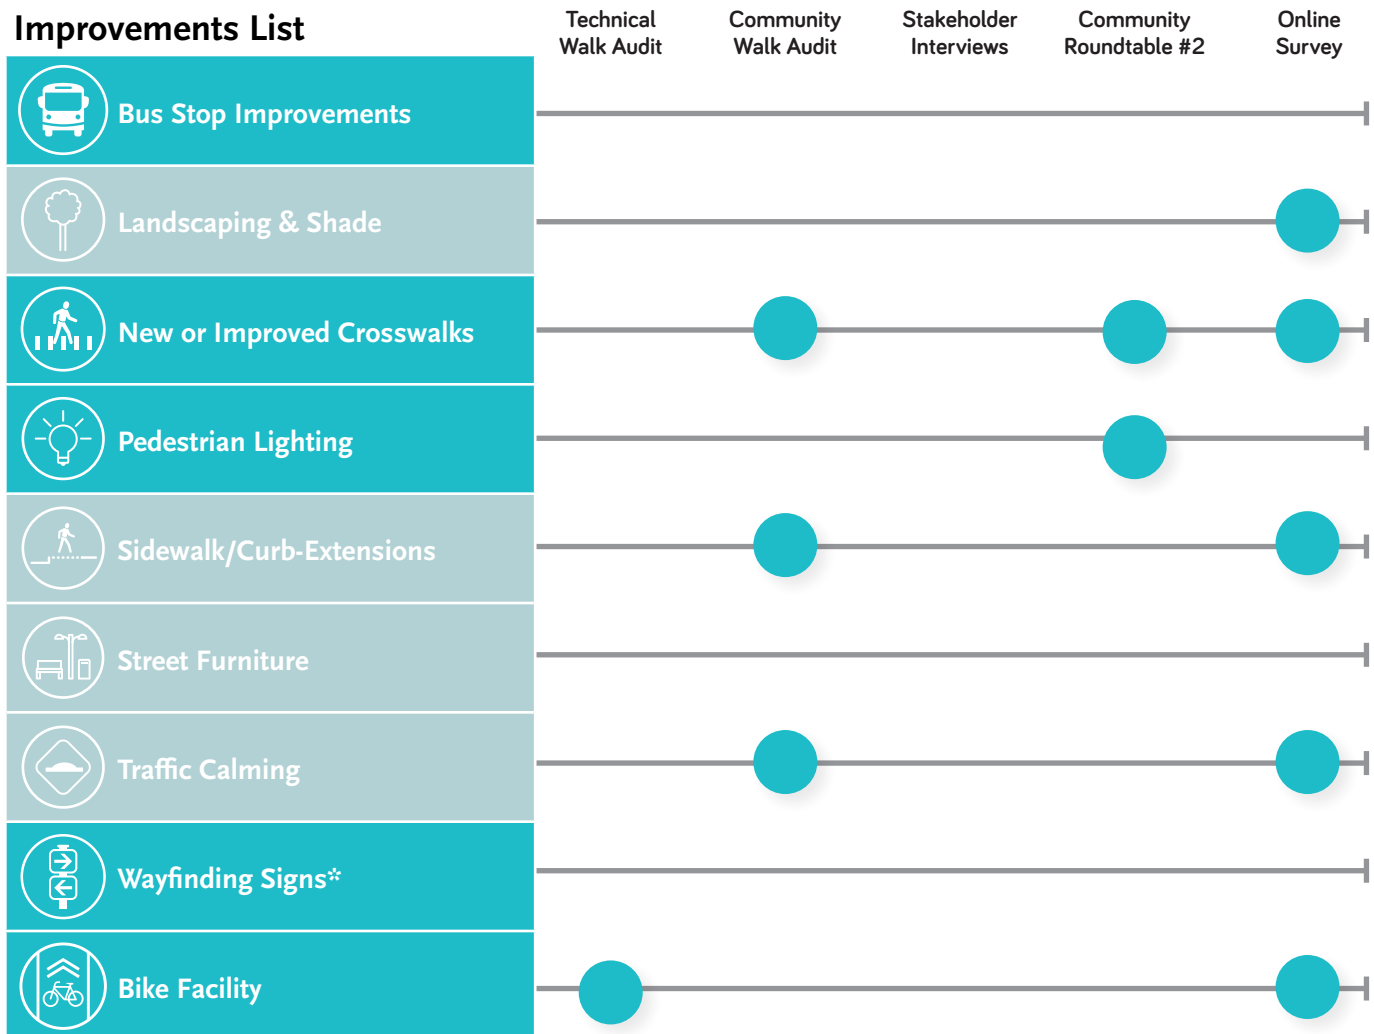 Improvements List
Technical
Walk Audit
Community
Walk Audit
Stakeholder
Interviews
Community
Roundtable #2
Online
Survey
Bus Stop Improvements
Landscaping & Shade
New or Improved Crosswalks
Pedestrian Lighting
Sidewalk/Curb-Extensions
Street Furniture
Traffic Calming
Wayfinding Signs*
Bike Facility